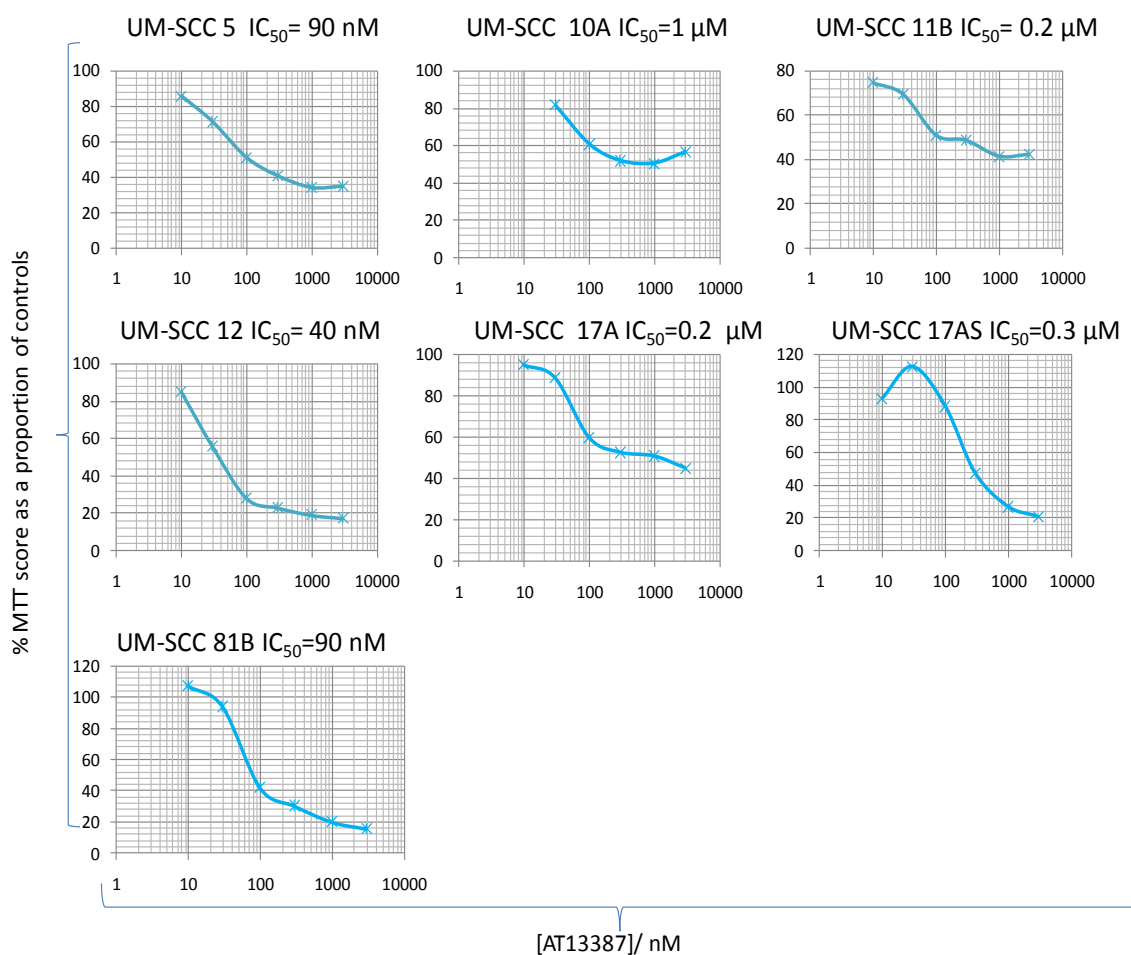 UM-SCC 5 IC50= 90 nM
100
80
60
40
20
0
1 10 100 1000 10000
UM-SCC 10A IC50=1 µM
100
80
60
40
20
0
1 10 100 1000 10000
UM-SCC 11B IC50= 0.2 µM
80
60
40
20
0
1 10 100 1000 10000
UM-SCC 12 IC50= 40 nM
100
80
60
40
20
0
1 10 100 1000 10000
UM-SCC 17A IC50=0.2 µM
100
80
60
40
20
0
1 10 100 1000 10000
UM-SCC 17AS IC50=0.3 µM
120
100
80
60
40
20
0
1 10 100 1000 10000
UM-SCC 81B IC50=90 nM
120
100
80
60
40
20
0
1 10 100 1000 10000
% MTT score as a proportion of controls
[AT13387]/ nM